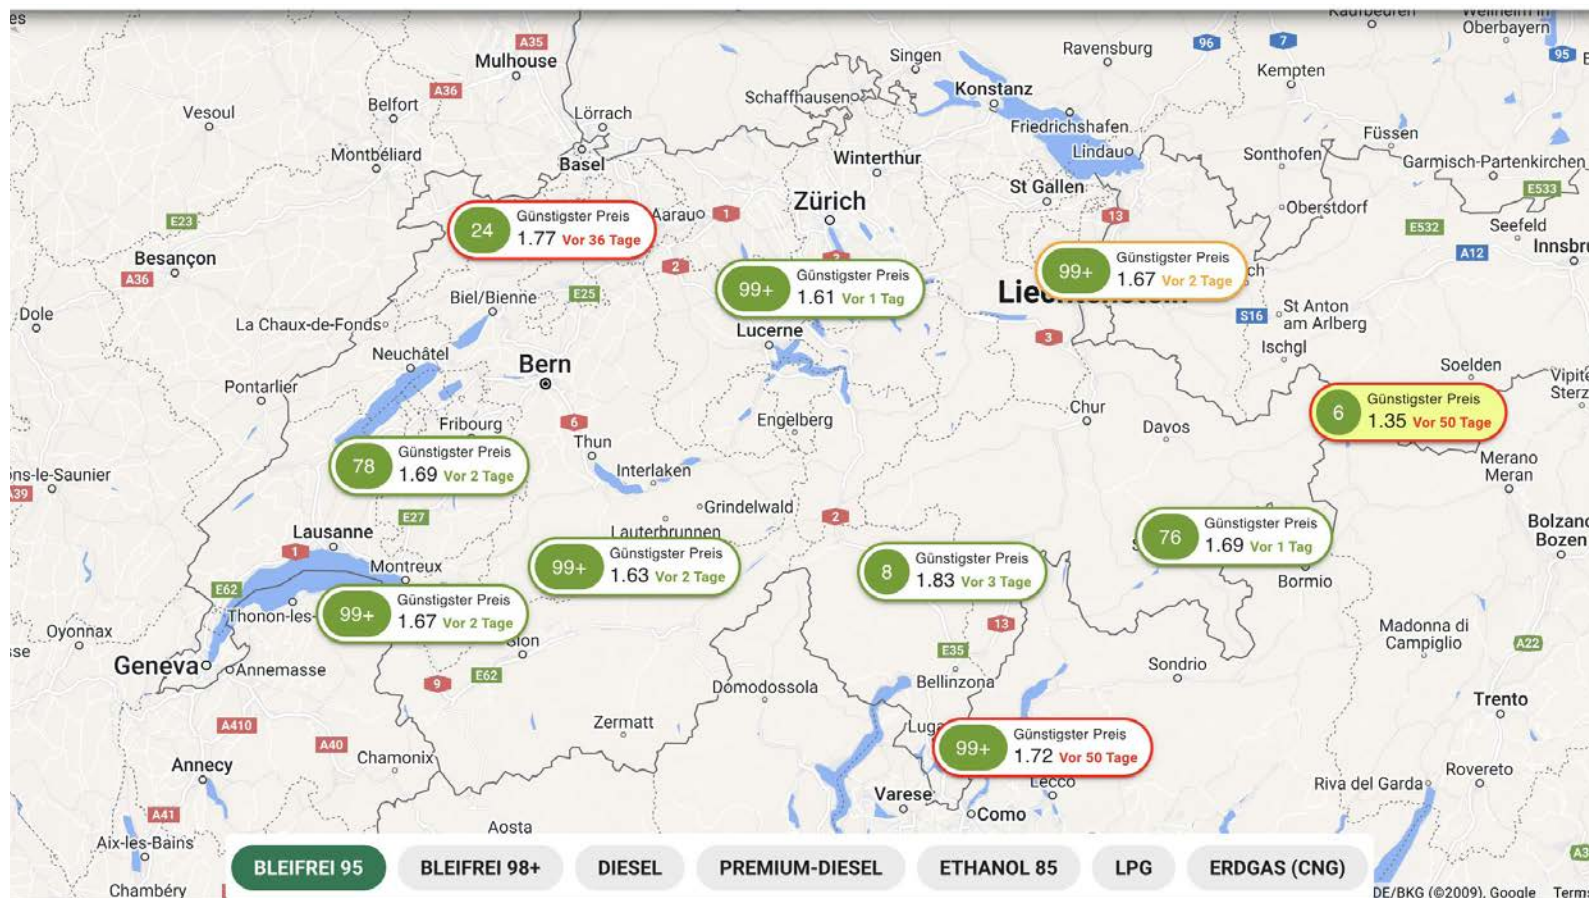 es
A35
Mulhouse
A36
Vesoul
Belfort
Lörrach
Montbéliard
Basel
Singen
Schaffhausen
Konstanz
Ravensburg
96
7
Kempten
Oberbayern
95
Friedrichshafen
Lindau
Winterthur
Zürich
St Gallen
Sonthofen
Füssen
Garmisch-Partenkirchen
E533
Oberstdorf
E532
Seefeld
A12
E23
Besançon
A36
24
Günstigster Preis
1.77 Vor 36 Tage
Aarau
1
2
13
99+
Günstigster Preis
1.61 Vor 1 Tag
99+
Günstigster Preis
1.67 Vor 2 Tage
ch
Liechtenstein
Dole
Biel/Bienne
E25
La Chaux-de-Fonds
Neuchâtel
Bern
Lucerne
3
S16
St Anton
am Arlberg
Ischgl
Soelden
Pontarlier
Fribourg
6
Thun
Engelberg
Chur
Davos
6
Günstigster Preis
1.35 Vor 50 Tage
Merano
Meran
ons-le-Saunier
78
Günstigster Preis
1.69 Vor 2 Tage
Interlaken
Grindelwald
Lauterbrunnen
E27
2
Lausanne
1
Montreux
E62
Thonon-les-
99+
Günstigster Preis
1.67 Vor 2 Tage
99+
Günstigster Preis
1.63 Vor 2 Tage
8
Günstigster Preis
1.83 Vor 3 Tage
76
Günstigster Preis
1.69 Vor 1 Tag
Bormio
Bolzano
Bozen
Oyonnax
Geneva
Annemasse
Sion
9
E62
13
E35
Bellinzona
Sondrio
Madonna di
Campiglio
A22
Domodossola
Zermatt
Trento
A410
A40
Chamonix
Annecy
99+
Günstigster Preis
1.72 Vor 50 Tage
Lecco
Varese
Como
Riva del Garda
Rovereto
A41
Aix-les-Bains
Aosta
Chambéry
BLEIFREI 95
BLEIFREI 98+
DIESEL
PREMIUM-DIESEL
ETHANOL 85
LPG
ERDGAS (CNG)
DE/BKG (©2009), Google
Terms